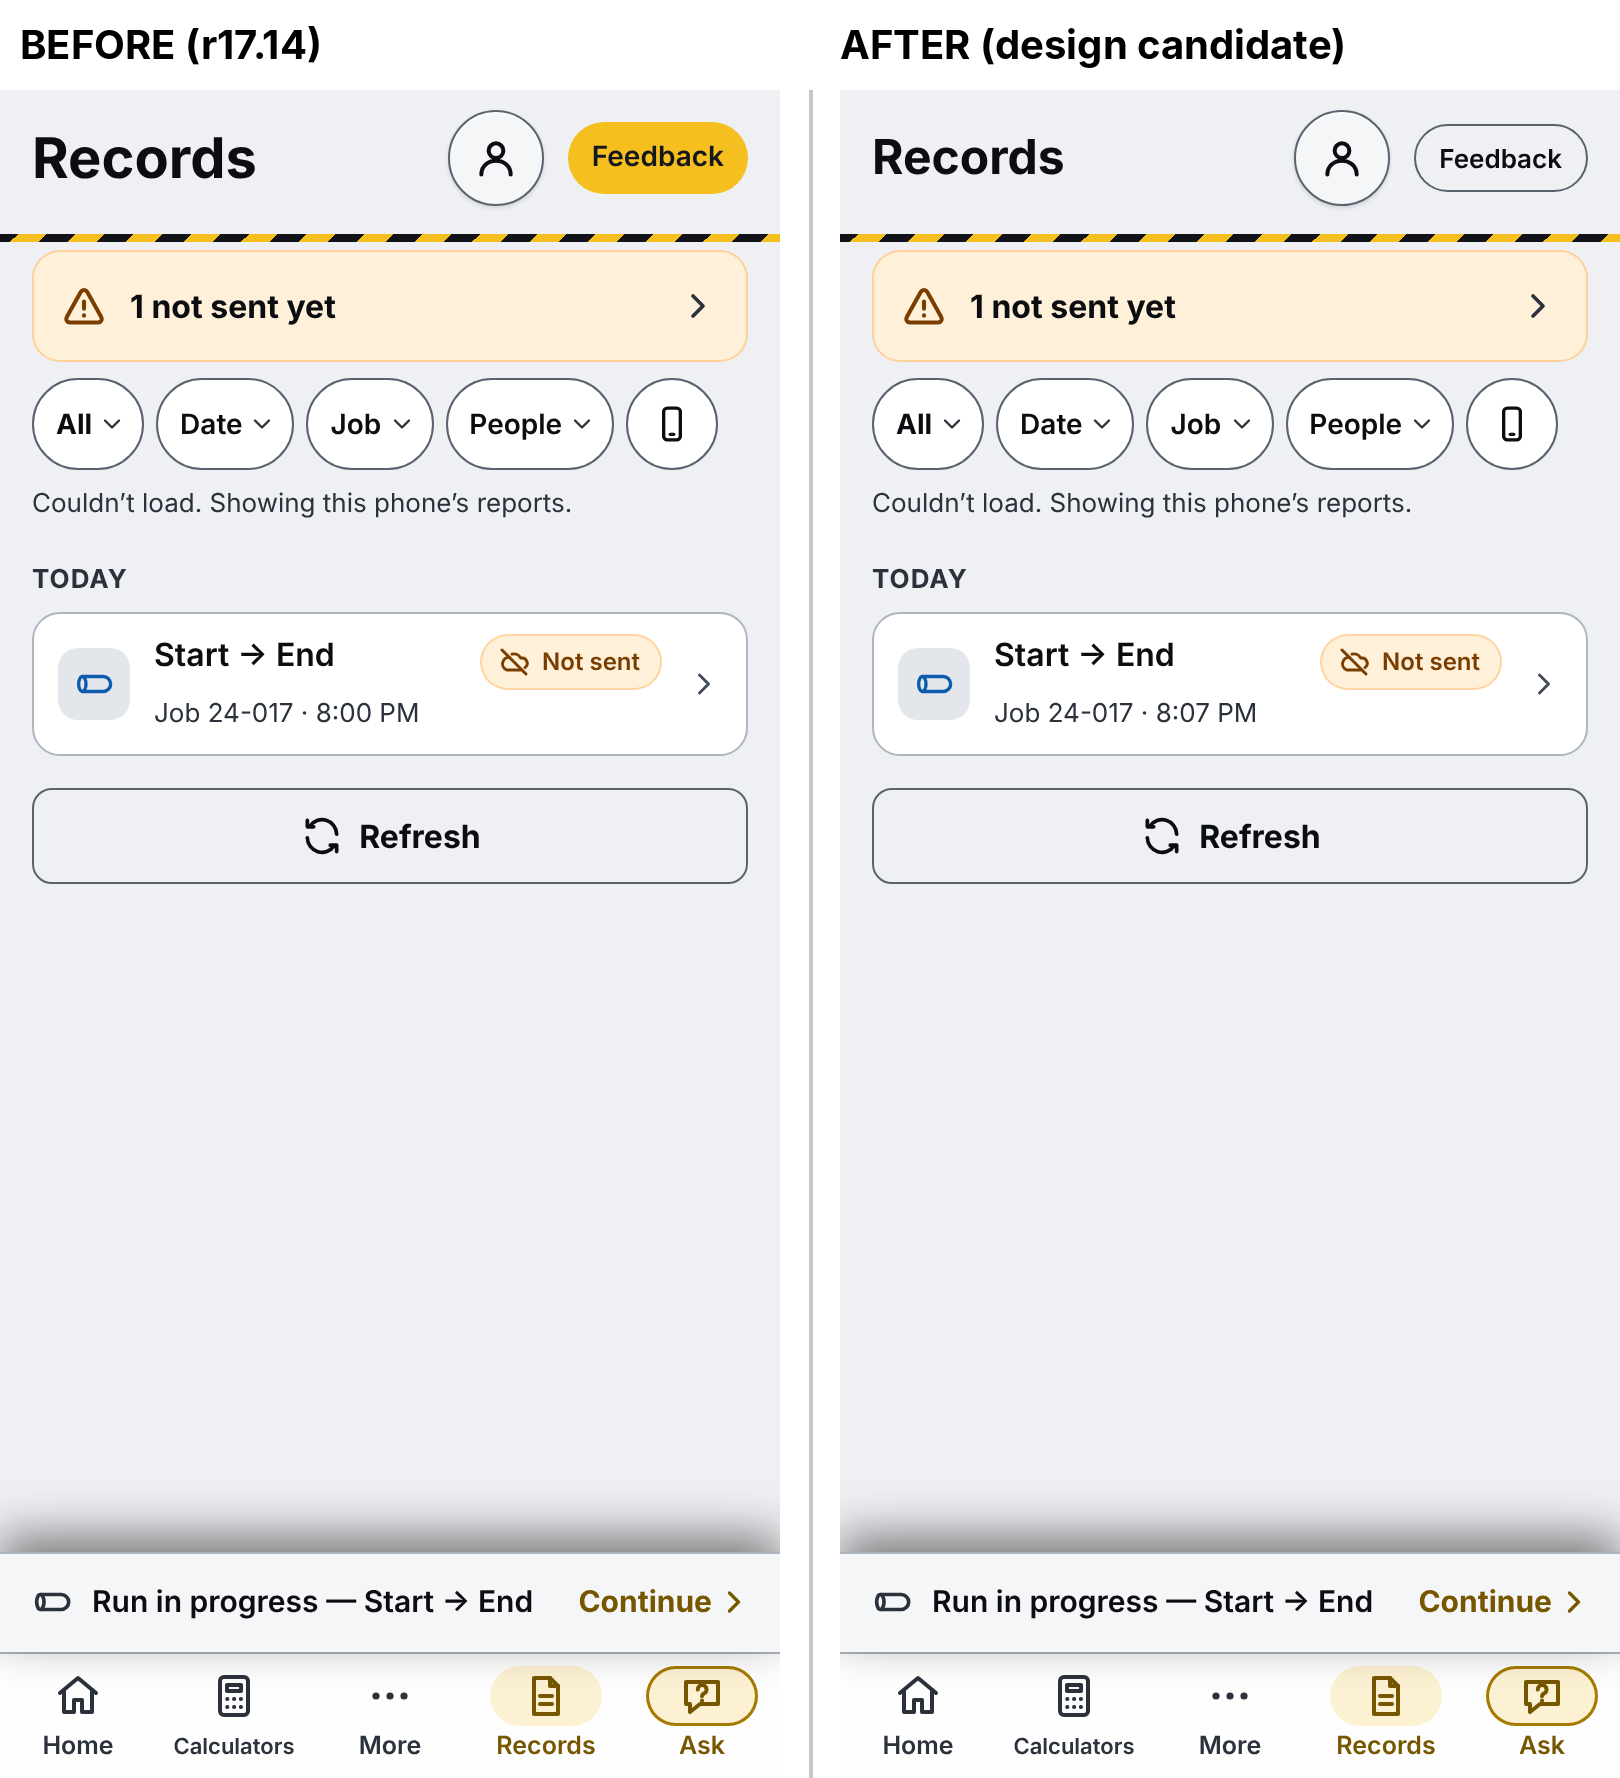 BEFORE (r17.14)
Records
Feedback
1 not sent yet
All
Date
Job
People
Couldn’t load. Showing this phone’s reports.
TODAY
Start → End
Not sent
Job 24-017 · 8:00 PM
Refresh
Run in progress — Start → End
Continue
Home
Calculators
More
Records
Ask
AFTER (design candidate)
Records
Feedback
1 not sent yet
All
Date
Job
People
Couldn’t load. Showing this phone’s reports.
TODAY
Start → End
Not sent
Job 24-017 · 8:07 PM
Refresh
Run in progress — Start → End
Continue
Home
Calculators
More
Records
Ask